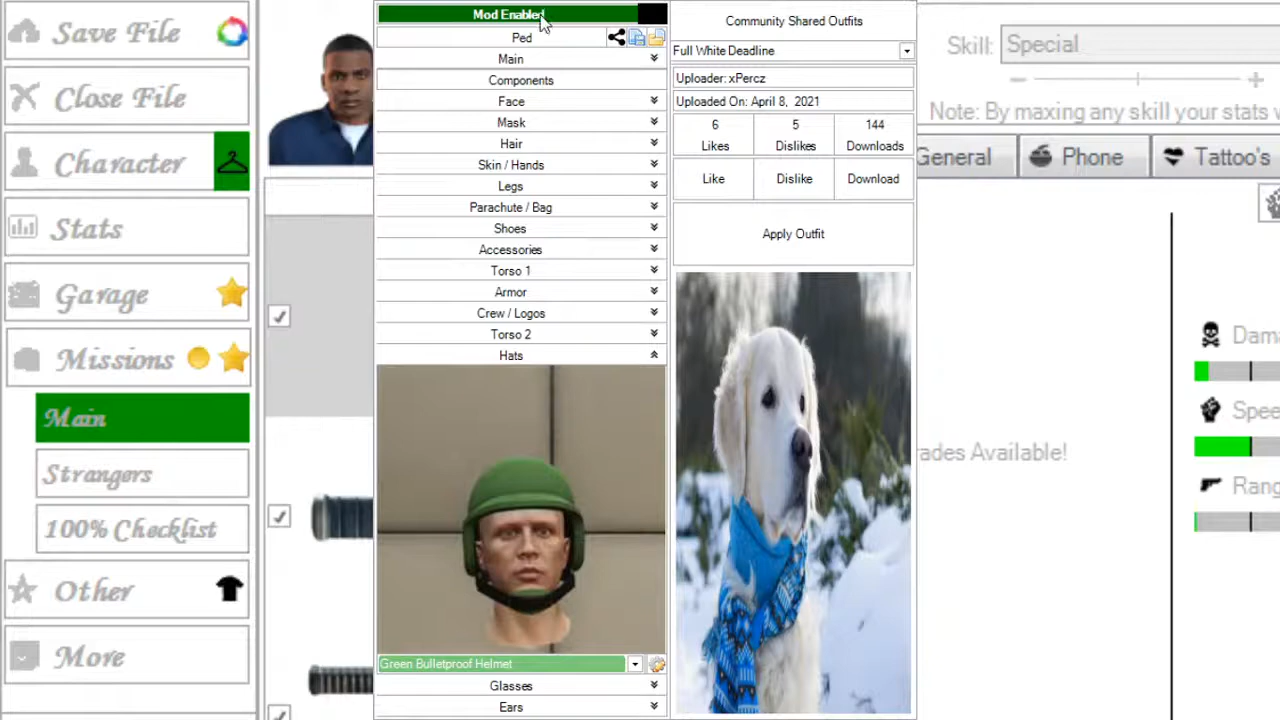 Save File
Close File
Character
Stats
Garage
Missions
Main
Strangers
100% Checklist
Other
More
Mod Enabled
Ped
Main
Components
Face
Mask
Hair
Skin / Hands
Legs
Parachute / Bag
Shoes
Accessories
Torso 1
Armor
Crew / Logos
Torso 2
Hats
Green Bulletproof Helmet
Glasses
Ears
Community Shared Outfits
Full White Deadline
Uploader: xPercz
Uploaded On: April 8, 2021
6 5 144
Likes Dislikes Downloads
Like Dislike Download
Apply Outfit
Skill: Special
Note: By maxing any skill your stats
General Phone Tattoo's
Dama
Spee
rades Available!
Rang